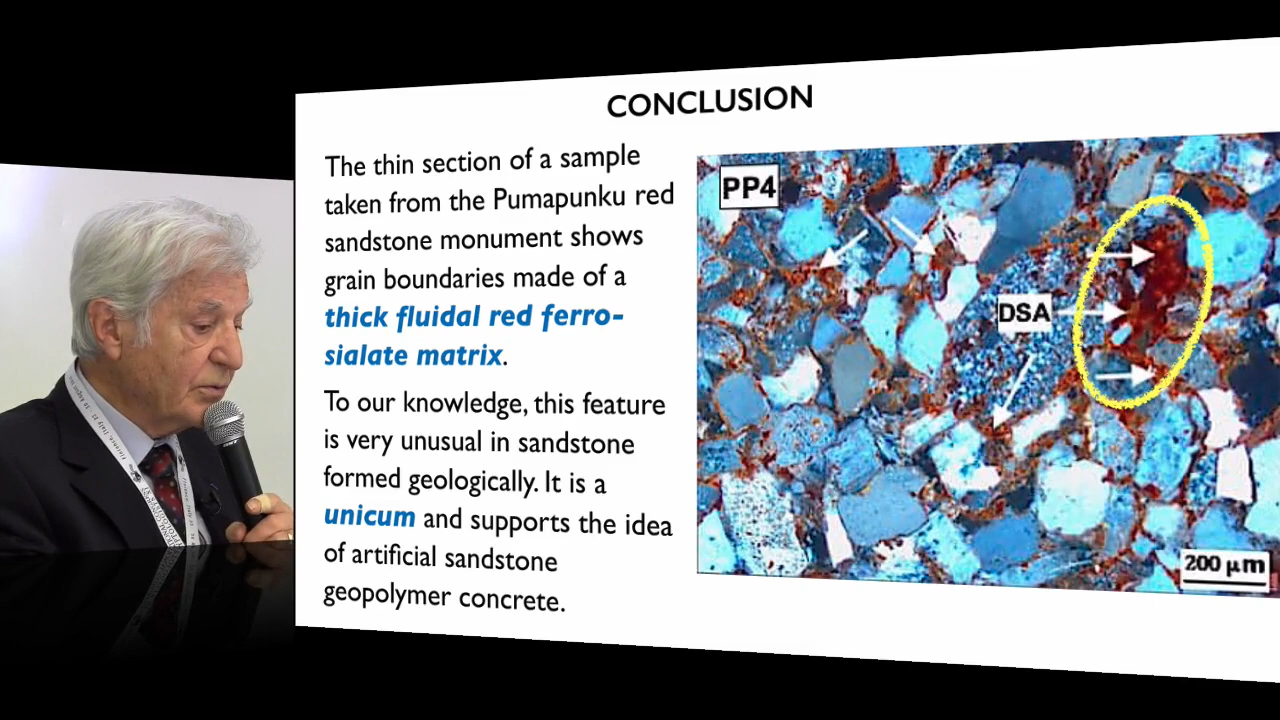 CONCLUSION
The thin section of a sample
taken from the Pumapunku red
sandstone monument shows
grain boundaries made of a
thick fluidal red ferro-
sialate matrix.
To our knowledge, this feature
is very unusual in sandstone
formed geologically. It is a
unicum and supports the idea
of artificial sandstone
geopolymer concrete.
PP4
DSA
200 µm